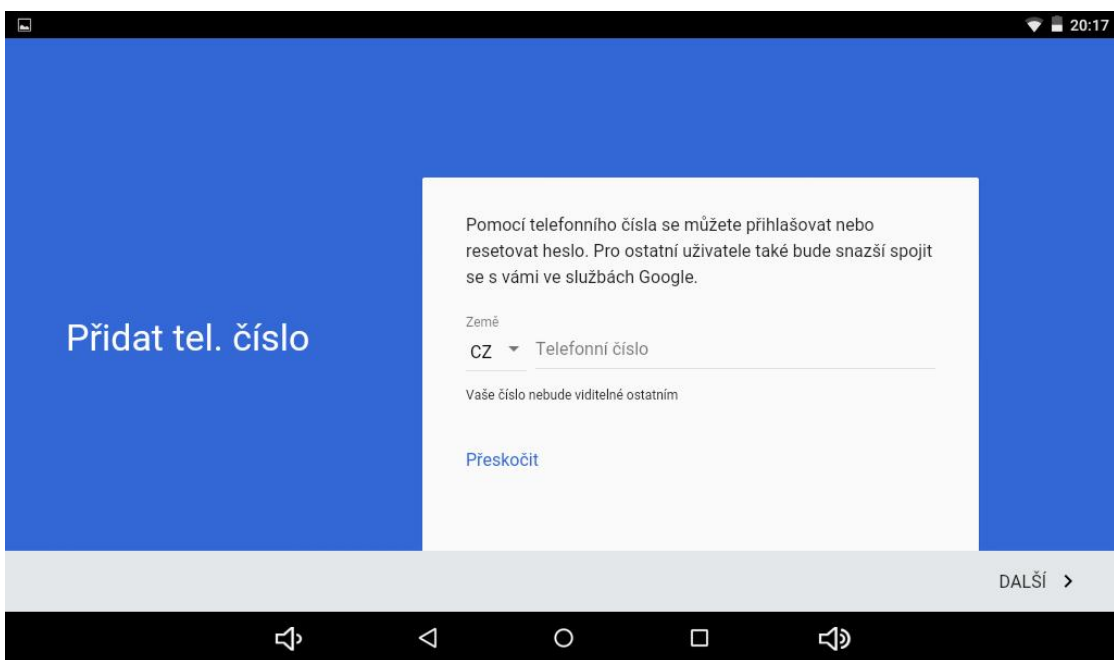 20:17
Přidat tel. číslo
Pomocí telefonního čísla se můžete přihlašovat nebo
resetovat heslo. Pro ostatní uživatele také bude snazší spojit
se s vámi ve službách Google.
Země
CZ Telefonní číslo
Vaše číslo nebude viditelné ostatním
Přeskočit
DALŠÍ